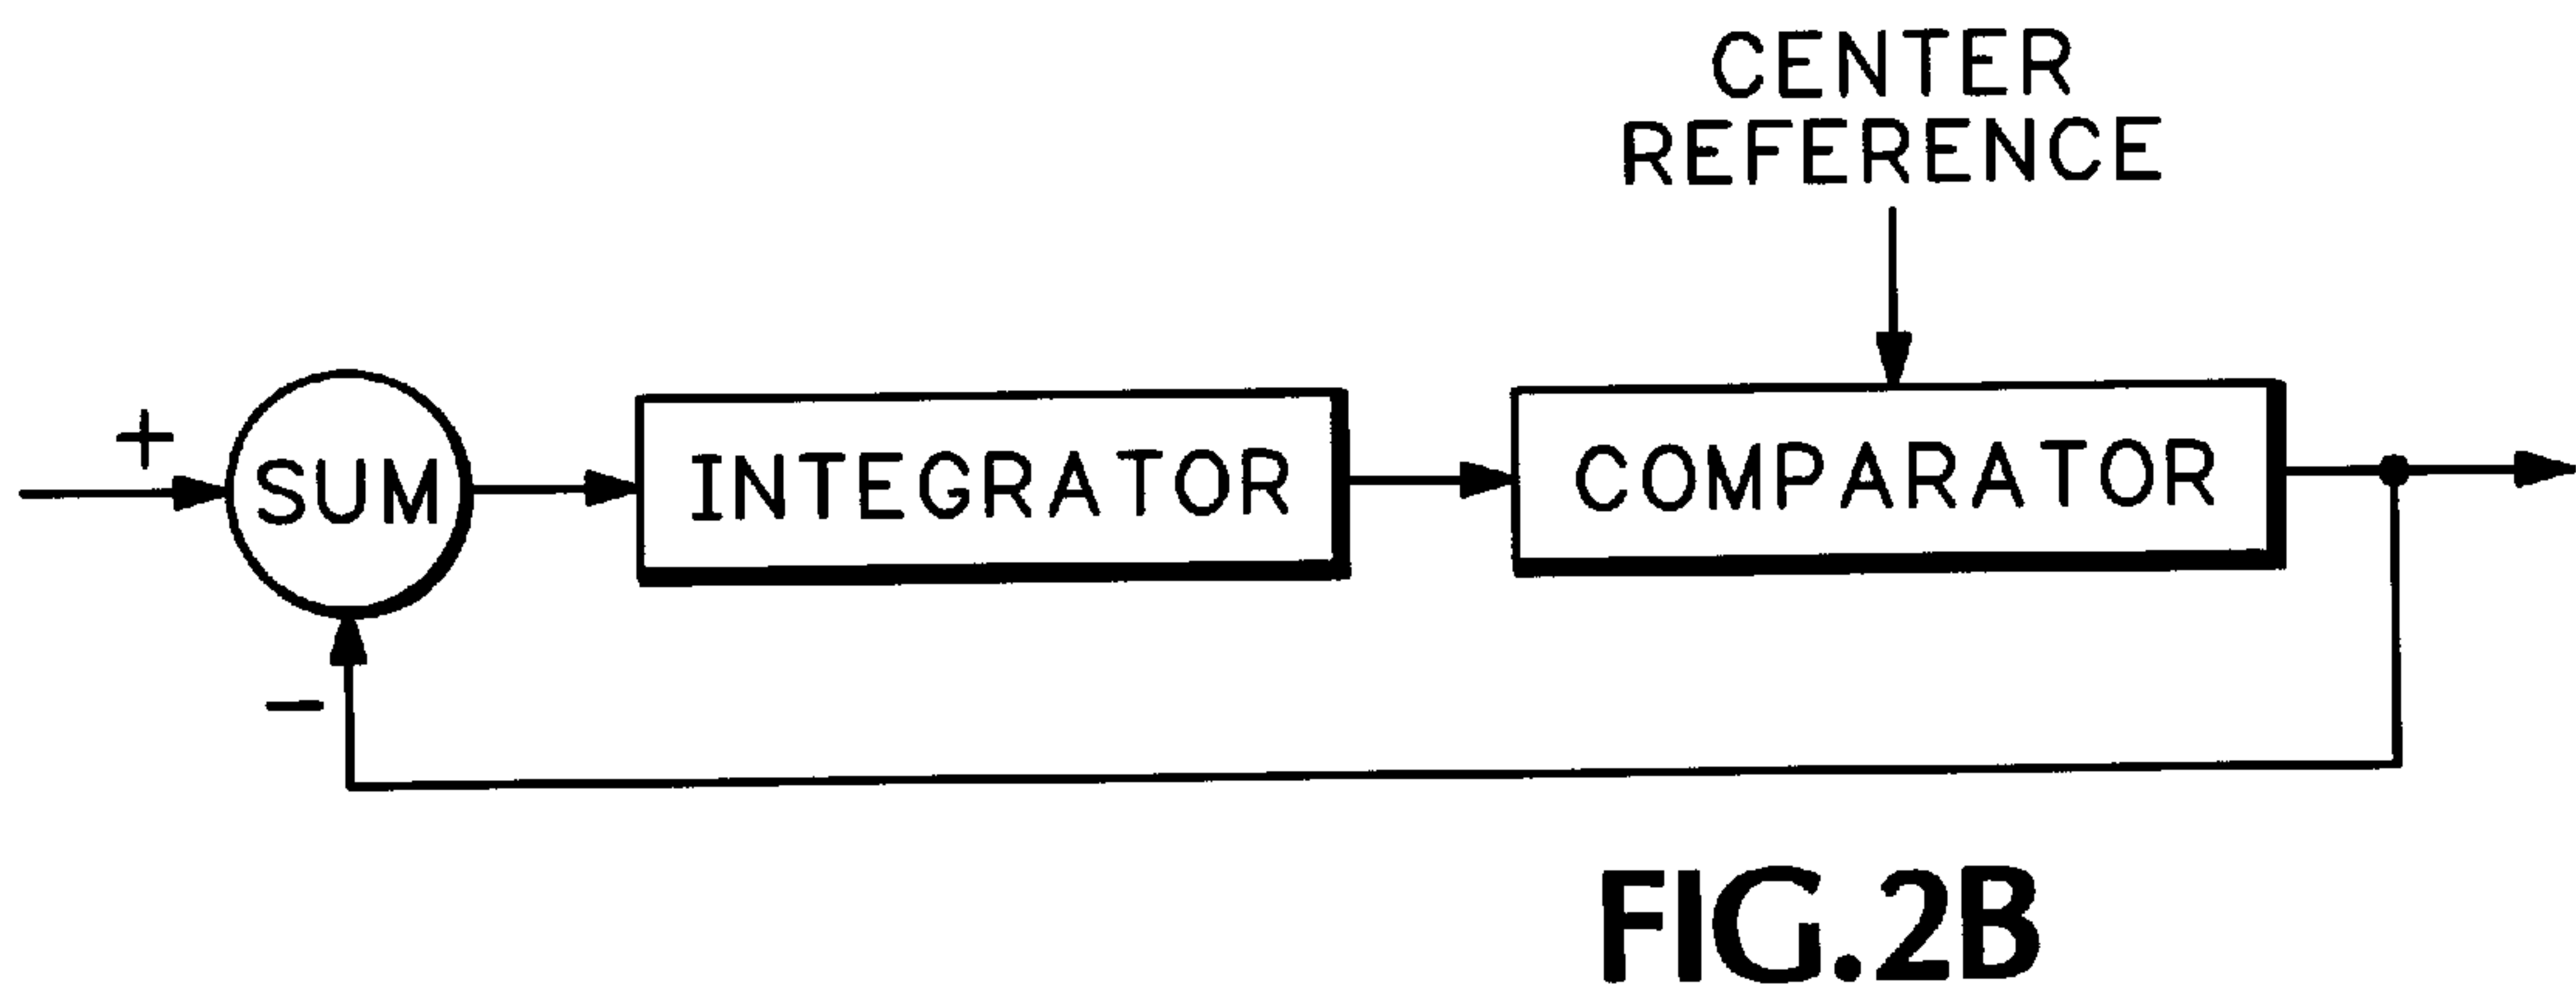 CENTER
REFERENCE
+
SUM
INTEGRATOR
COMPARATOR
−
FIG.2B